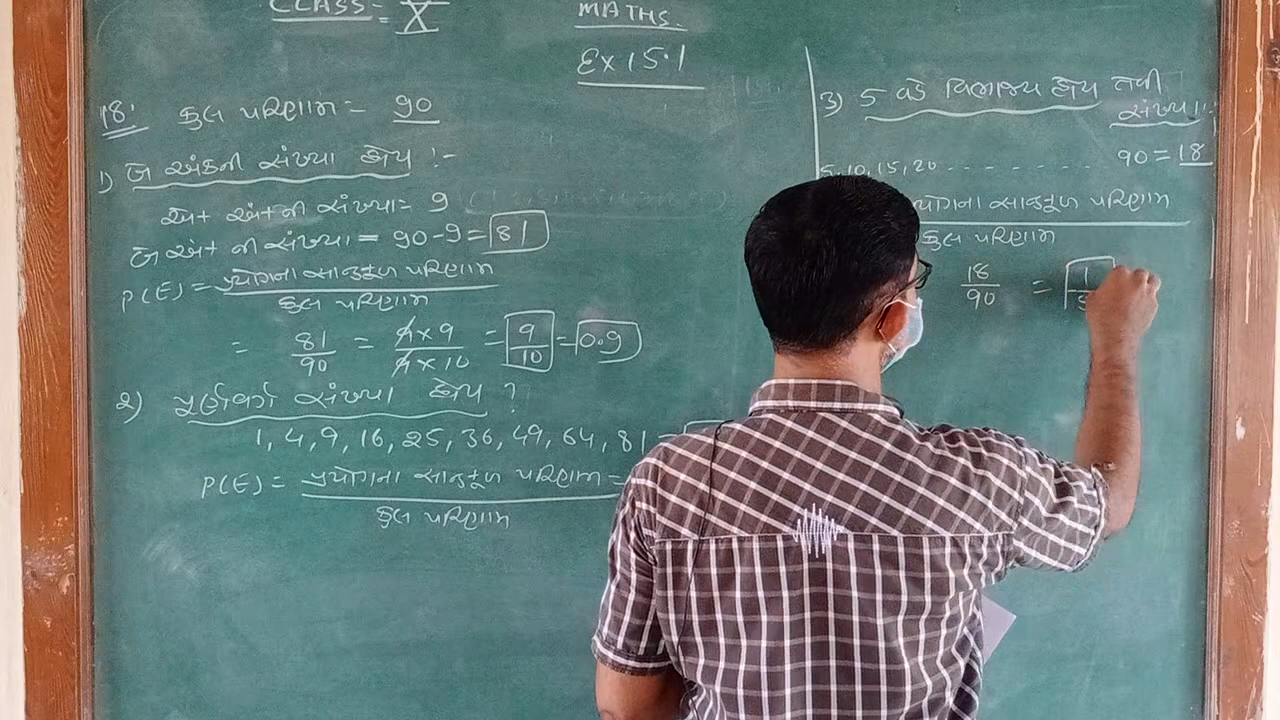 CLASS = X
MATHS.
Ex 15.1
18. કુલ પરિણામ = 90
1) બે અંકની સંખ્યા હોય :-
એક અંકની સંખ્યા = 9
બે અંકની સંખ્યા = 90 - 9 = 81
P(E) = પ્રયોગના સાનુકૂળ પરિણામ
કુલ પરિણામ
= 81/90 = 9 × 9 / 9 × 10 = 9/10 = 0.9
2) પૂર્ણવર્ગ સંખ્યા હોય ?
1, 4, 9, 16, 25, 36, 49, 64, 81
P(E) = પ્રયોગના સાનુકૂળ પરિણામ =
કુલ પરિણામ
3) 5 વડે વિભાજ્ય હોય તેવી
સંખ્યા :
5, 10, 15, 20 - - - - - - - 90 = 18
સાનુકૂળ પરિણામ
કુલ પરિણામ
18/90 = 1